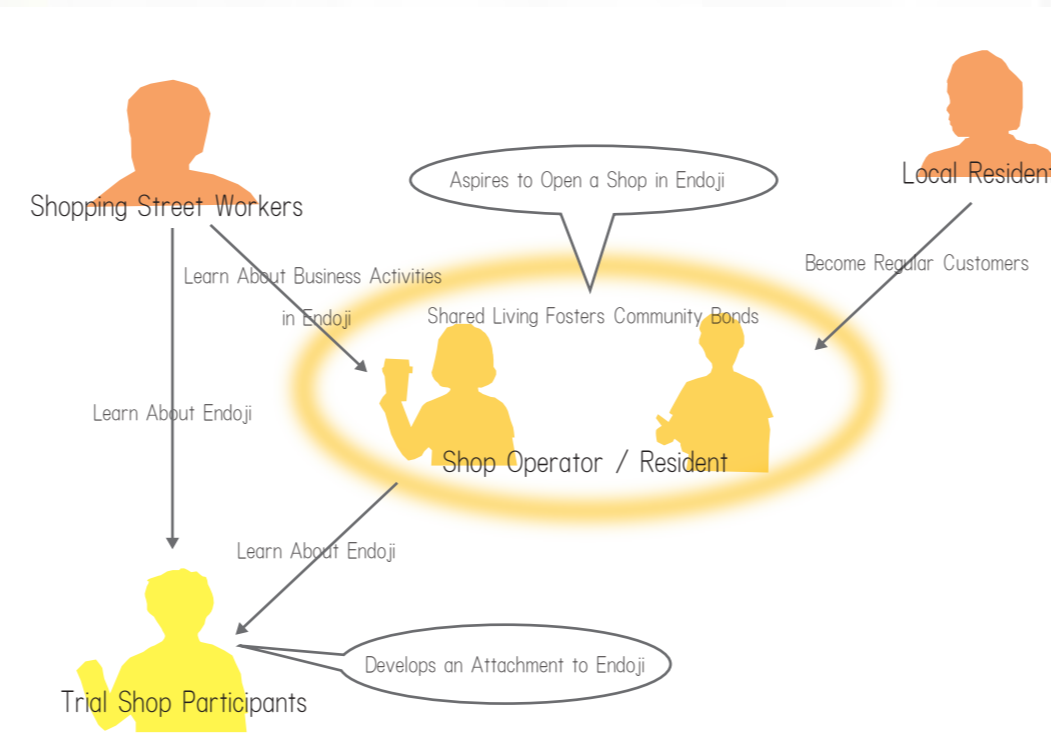 Aspires to Open a Shop in Endoji
Local Resident
Shopping Street Workers
Become Regular Customers
Learn About Business Activities
in Endoji
Shared Living Fosters Community Bonds
Learn About Endoji
Shop Operator / Resident
Learn About Endoji
Develops an Attachment to Endoji
Trial Shop Participants